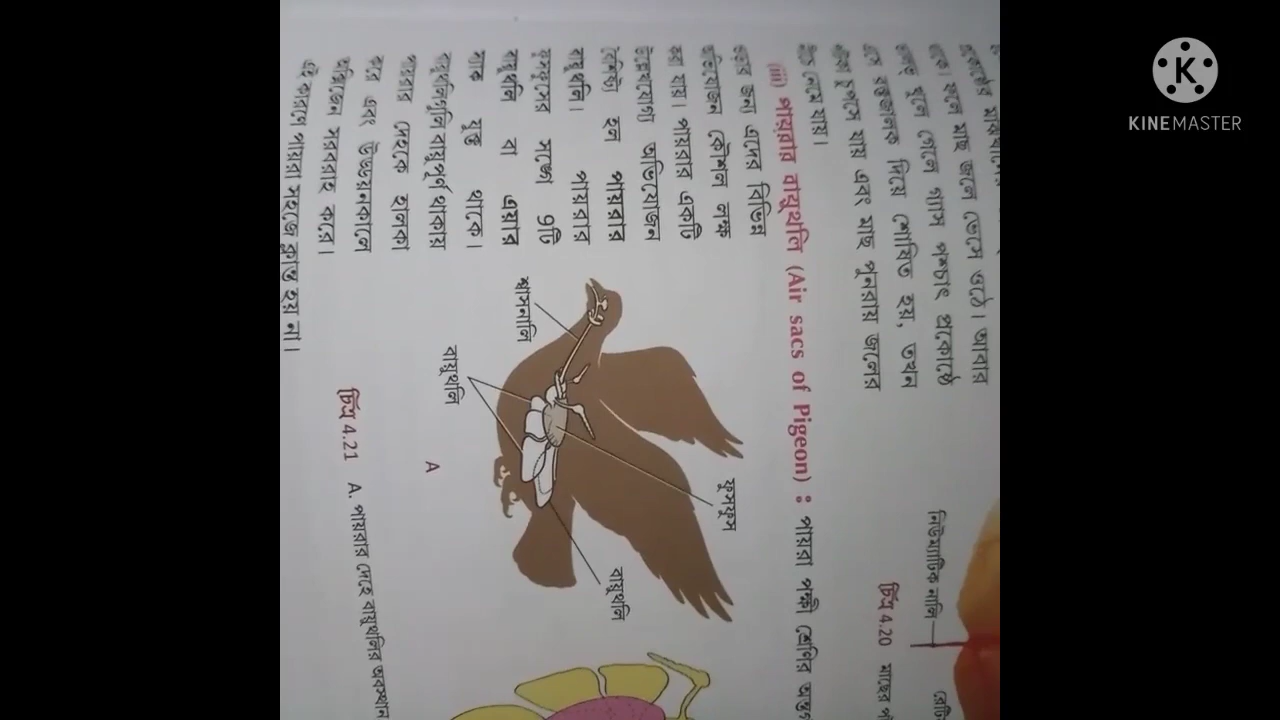 থাকে। ফলে মাছ জলে ভেসে ওঠে। আবার
গ্যাস পশ্চাৎ প্রকোষ্ঠে
এসে রক্তজালক দিয়ে শোষিত হয়, তখন
চুপসে যায় এবং মাছ পুনরায় জলের
নেমে যায়।
নিউম্যাটিক নালি
চিত্র 4.20 মাছের
(iii) পায়রার বায়ুথলি (Air sacs of Pigeon) : পায়রা পক্ষী শ্রেণির
ওড়ার জন্য এদের বিভিন্ন
অভিযোজন কৌশল লক্ষ
করা যায়। পায়রার একটি
উল্লেখযোগ্য অভিযোজন
বৈশিষ্ট্য হল পায়রার
বায়ুথলি। পায়রার
ফুসফুসের সঙ্গে 9টি
বায়ুথলি বা এয়ার
স্যাক যুক্ত থাকে।
বায়ুথলিগুলি বায়ুপূর্ণ থাকায়
পায়রার দেহকে হালকা
করে এবং উড্ডয়নকালে
অক্সিজেন সরবরাহ করে।
এই কারণে পায়রা সহজে ক্লান্ত হয় না।
ফুসফুস
বায়ুথলি
শ্বাসনালি
বায়ুথলি
A
চিত্র 4.21 A. পায়রার দেহে বায়ুথলির অবস্থান
KINEMASTER